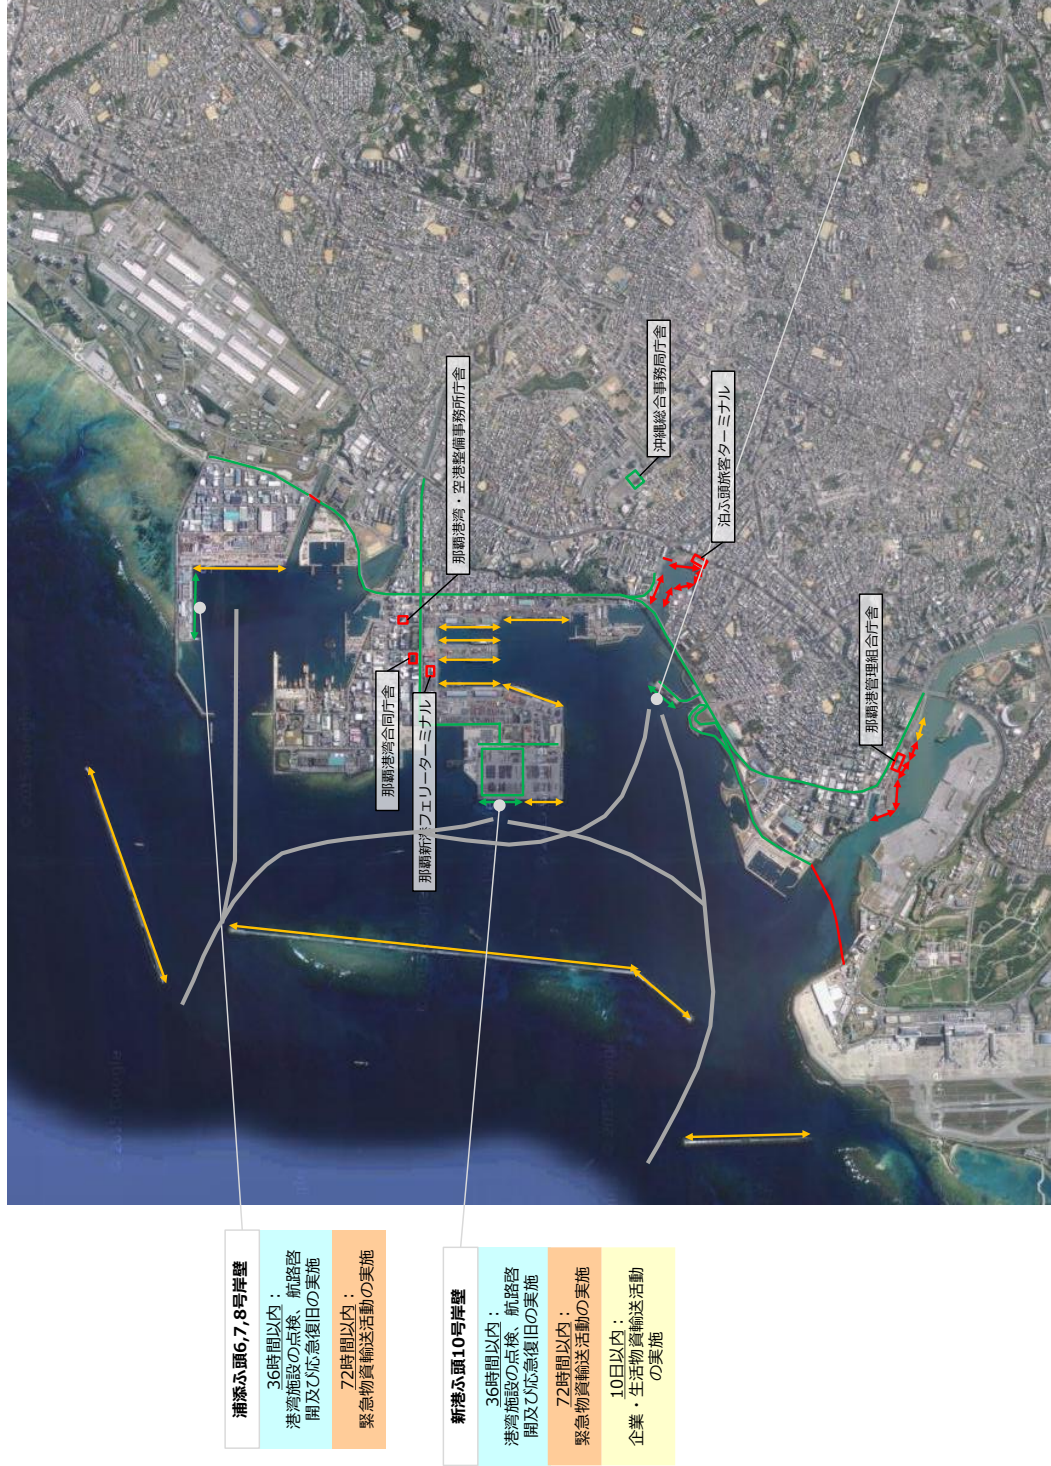 浦添ふ頭6,7,8号岸壁
36時間以内：
港湾施設の点検、航路啓
開及び応急復旧の実施
72時間以内：
緊急物資輸送活動の実施
新港ふ頭10号岸壁
36時間以内：
港湾施設の点検、航路啓
開及び応急復旧の実施
72時間以内：
緊急物資輸送活動の実施
10日以内：
企業・生活物資輸送活動
の実施
那覇港湾合同庁舎
那覇新港フェリーターミナル
那覇港湾・空港整備事務所庁舎
沖縄総合事務局庁舎
泊ふ頭旅客ターミナル
那覇港管理組合庁舎
© 2015 Google